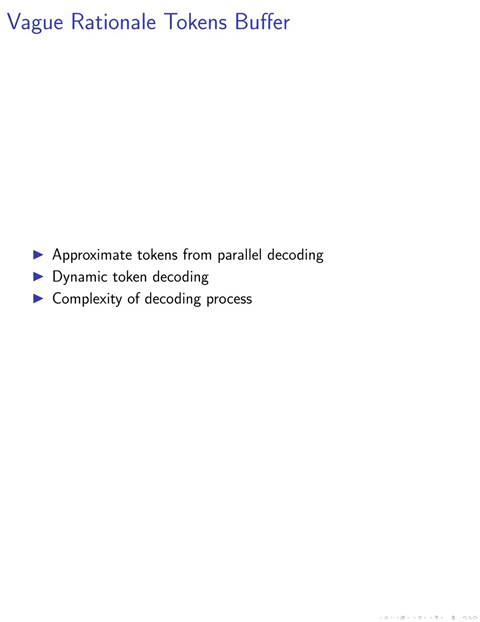 Vague Rationale Tokens Buffer
Approximate tokens from parallel decoding
Dynamic token decoding
Complexity of decoding process